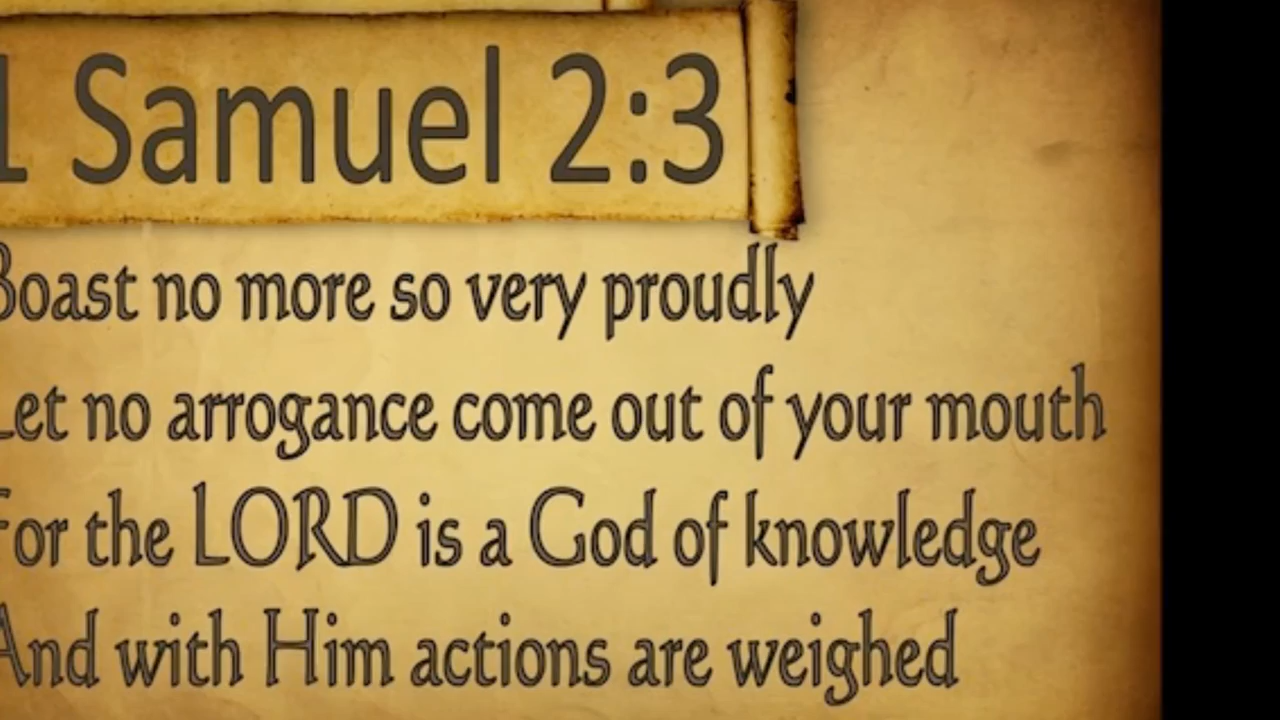 1 Samuel 2:3
Boast no more so very proudly
Let no arrogance come out of your mouth
For the LORD is a God of knowledge
And with Him actions are weighed